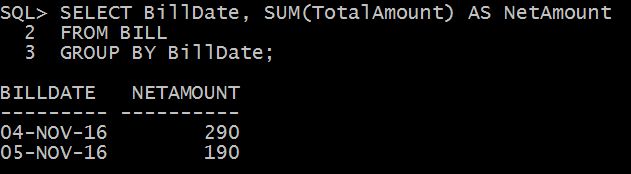 SQL> SELECT BillDate, SUM(TotalAmount) AS NetAmount
  2  FROM BILL
  3  GROUP BY BillDate;

BILLDATE   NETAMOUNT
--------- ----------
04-NOV-16        290
05-NOV-16        190